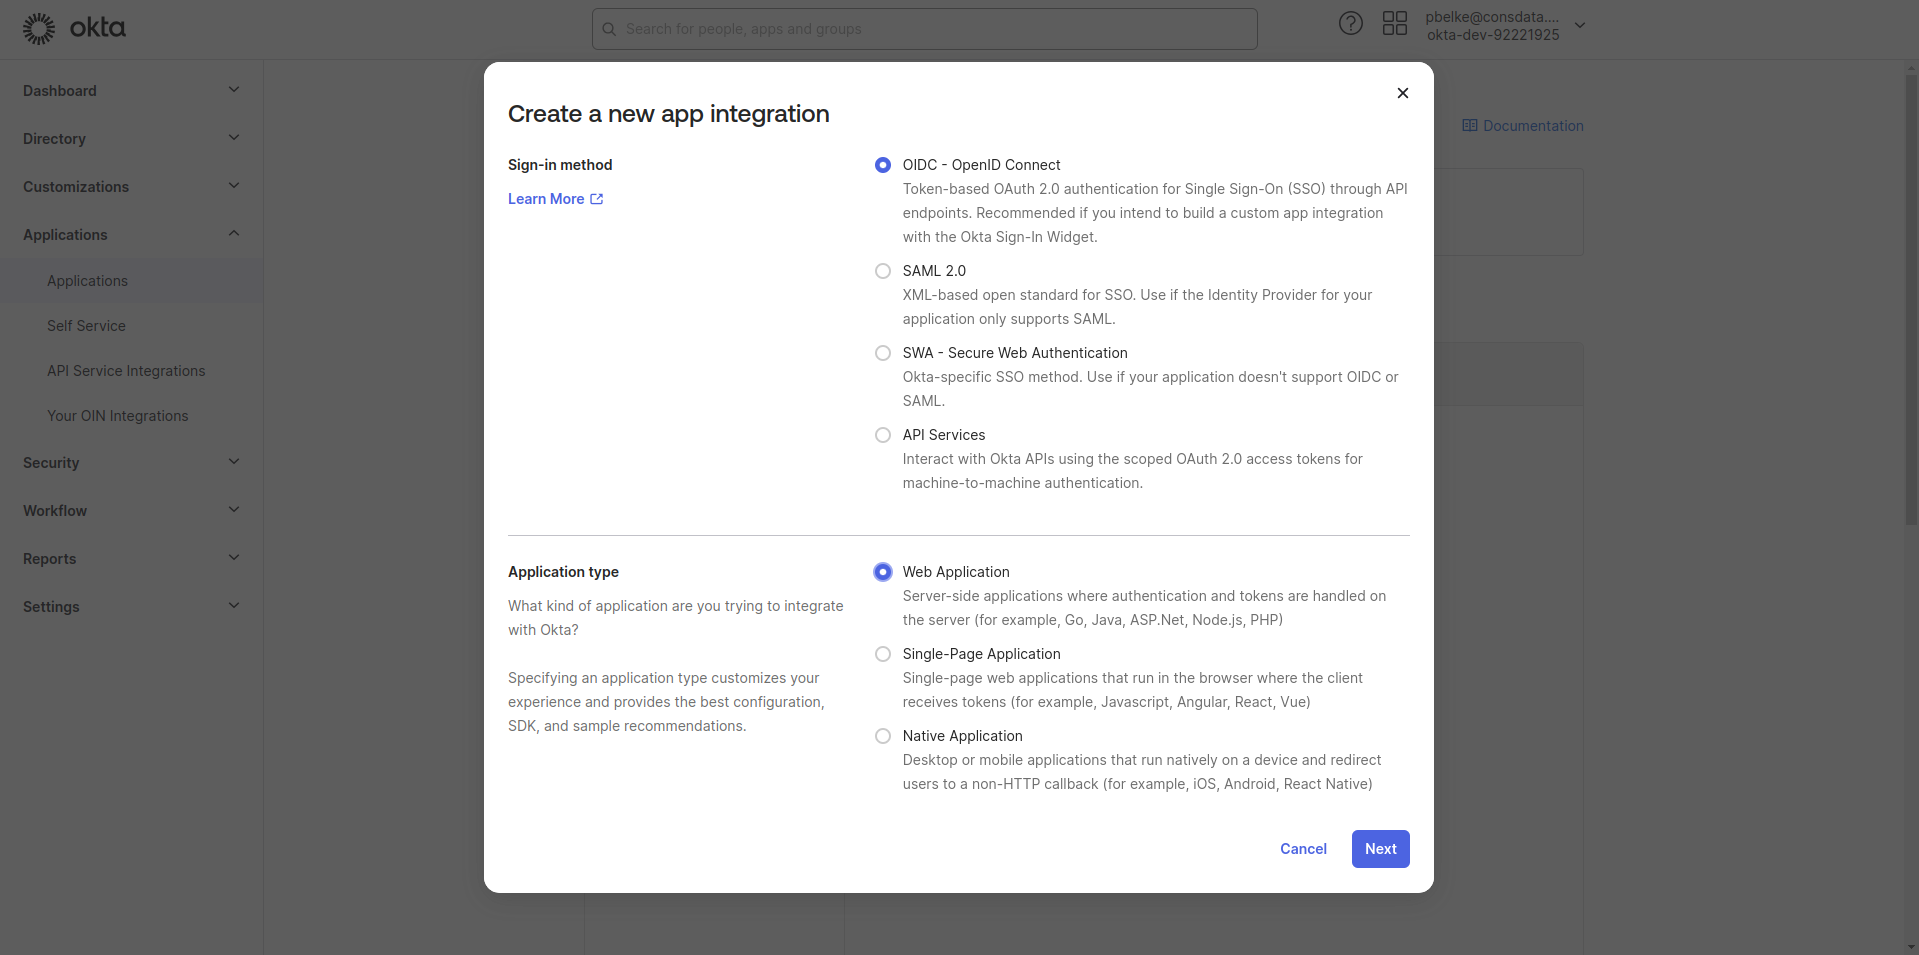 okta
Search for people, apps and groups
pbelke@consdata....
okta-dev-92221925
Dashboard
Directory
Customizations
Applications
Applications
Self Service
API Service Integrations
Your OIN Integrations
Security
Workflow
Reports
Settings
Documentation
Create a new app integration
Sign-in method
Learn More
OIDC - OpenID Connect
Token-based OAuth 2.0 authentication for Single Sign-On (SSO) through API
endpoints. Recommended if you intend to build a custom app integration
with the Okta Sign-In Widget.
SAML 2.0
XML-based open standard for SSO. Use if the Identity Provider for your
application only supports SAML.
SWA - Secure Web Authentication
Okta-specific SSO method. Use if your application doesn't support OIDC or
SAML.
API Services
Interact with Okta APIs using the scoped OAuth 2.0 access tokens for
machine-to-machine authentication.
Application type
What kind of application are you trying to integrate
with Okta?
Specifying an application type customizes your
experience and provides the best configuration,
SDK, and sample recommendations.
Web Application
Server-side applications where authentication and tokens are handled on
the server (for example, Go, Java, ASP.Net, Node.js, PHP)
Single-Page Application
Single-page web applications that run in the browser where the client
receives tokens (for example, Javascript, Angular, React, Vue)
Native Application
Desktop or mobile applications that run natively on a device and redirect
users to a non-HTTP callback (for example, iOS, Android, React Native)
Cancel
Next